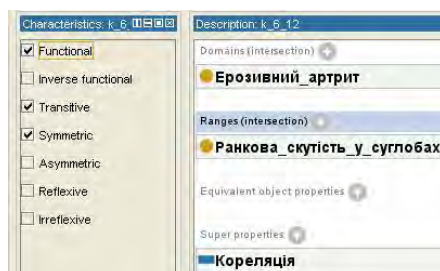 Characteristics: k_6_
Functional
Inverse functional
Transitive
Symmetric
Asymmetric
Reflexive
Irreflexive
Description: k_6_12
Domains (intersection)
Ерозивний_артрит
Ranges (intersection)
Ранкова_скутість_у_суглобах
Equivalent object properties
Super properties
Кореляція